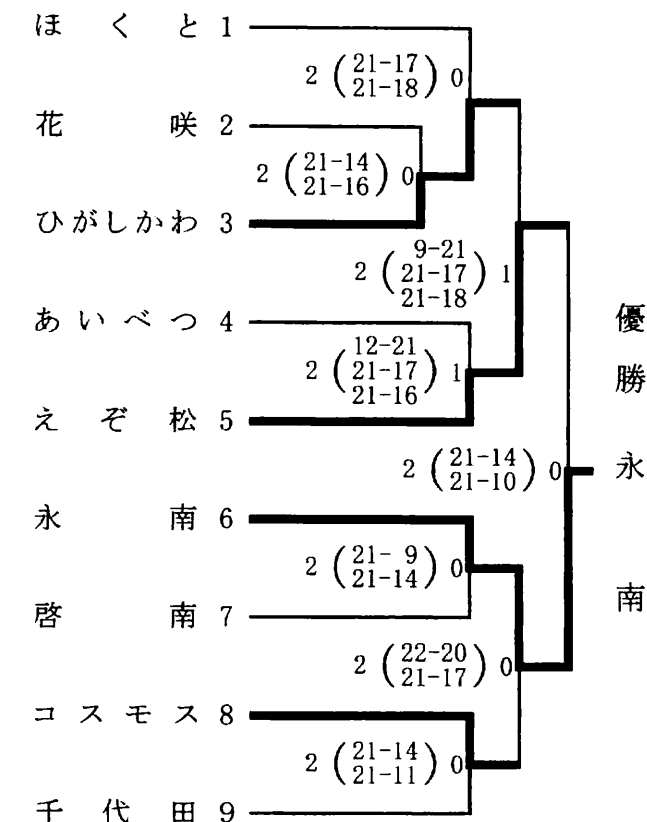 ほくと 1
2 (21-17 21-18) 0
花咲 2
2 (21-14 21-16) 0
ひがしかわ 3
2 (9-21 21-17 21-18) 1
あいべつ 4
2 (12-21 21-17 21-16) 1
えぞ松 5
2 (21-14 21-10) 0
永南 6
2 (21-9 21-14) 0
啓南 7
2 (22-20 21-17) 0
コスモス 8
2 (21-14 21-11) 0
千代田 9
優勝 永南